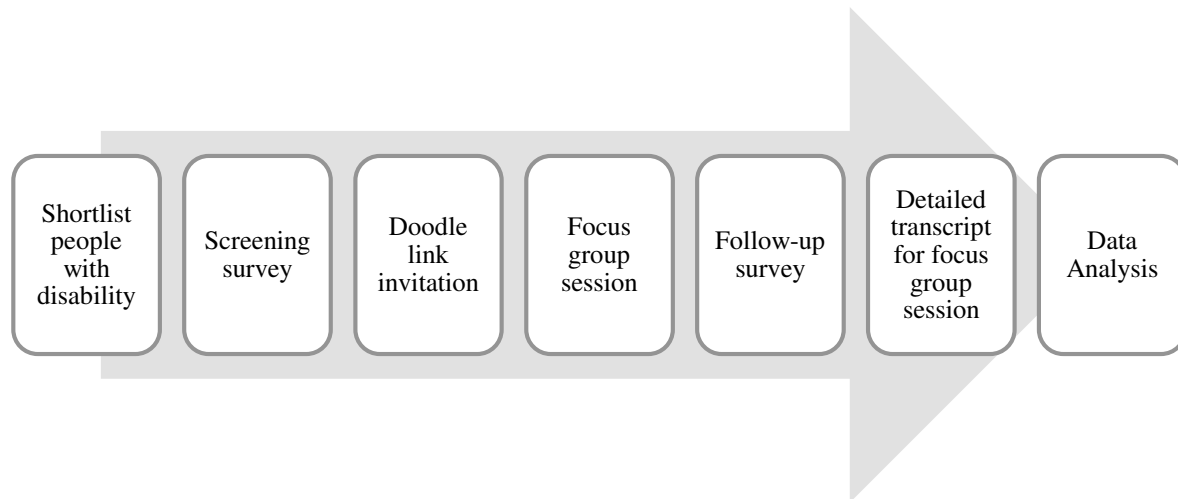 Shortlist
people
with
disability
Screening
survey
Doodle
link
invitation
Focus
group
session
Follow-up
survey
Detailed
transcript
for focus
group
session
Data
Analysis